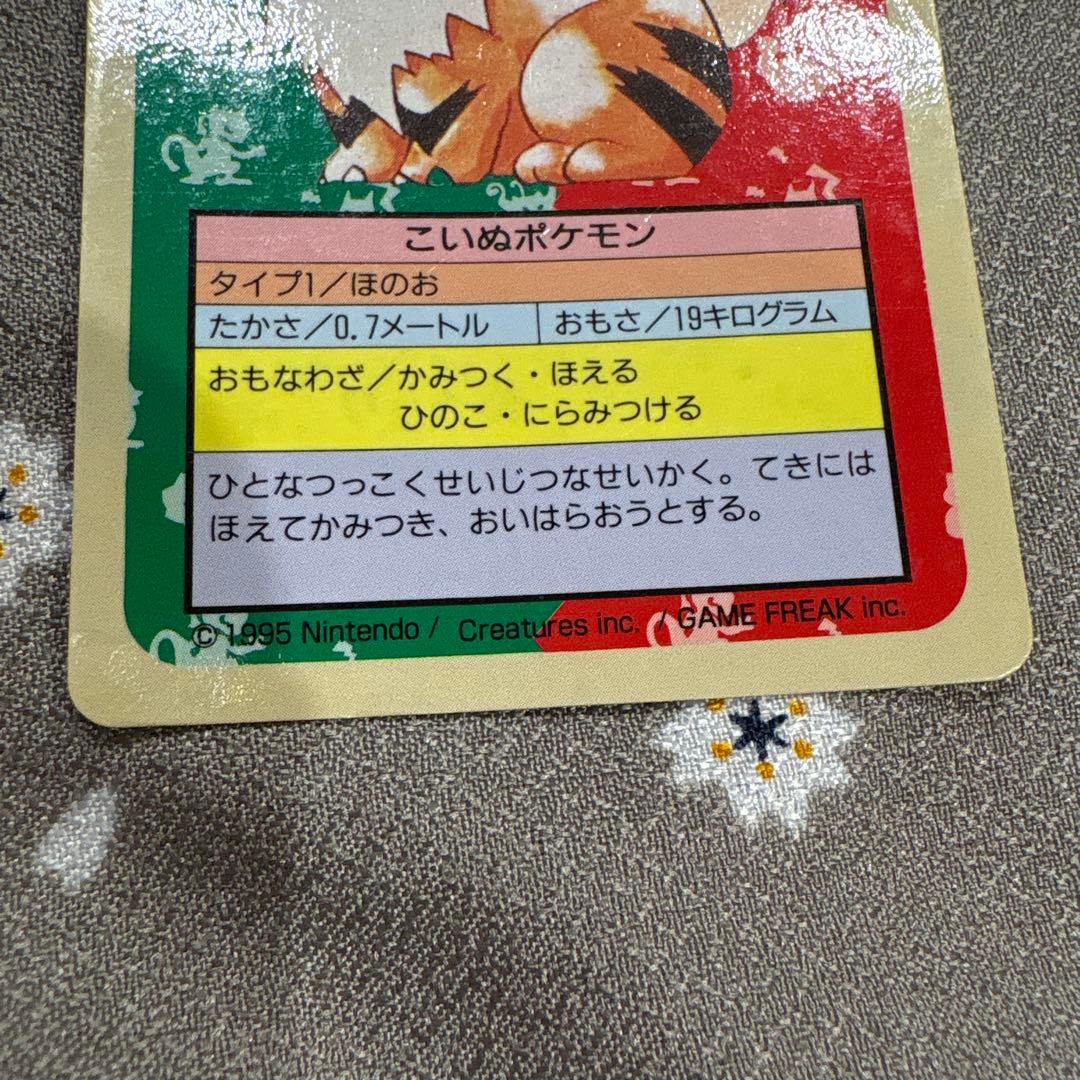 こいぬポケモン
タイプ1／ほのお
たかさ／0.7メートル　おもさ／19キログラム
おもなわざ／かみつく・ほえる
ひのこ・にらみつける
ひとなつっこくせいじつなせいかく。てきには
ほえてかみつき、おいはらおうとする。
© 1995 Nintendo / Creatures inc. / GAME FREAK inc.